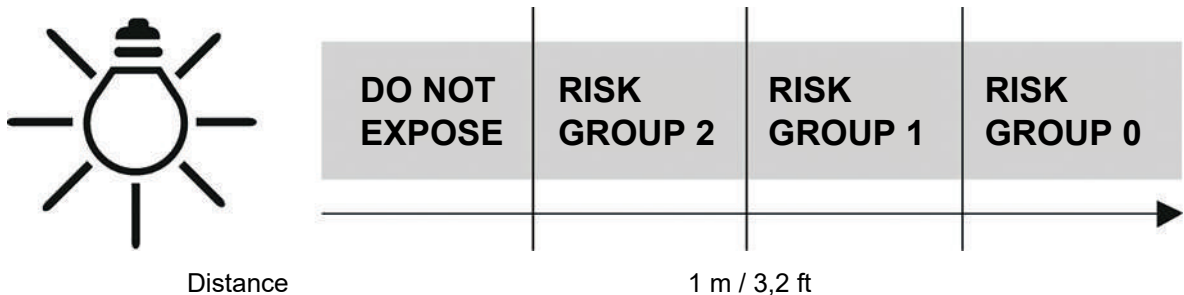 DO NOT
EXPOSE
RISK
GROUP 2
RISK
GROUP 1
RISK
GROUP 0
Distance
1 m / 3,2 ft